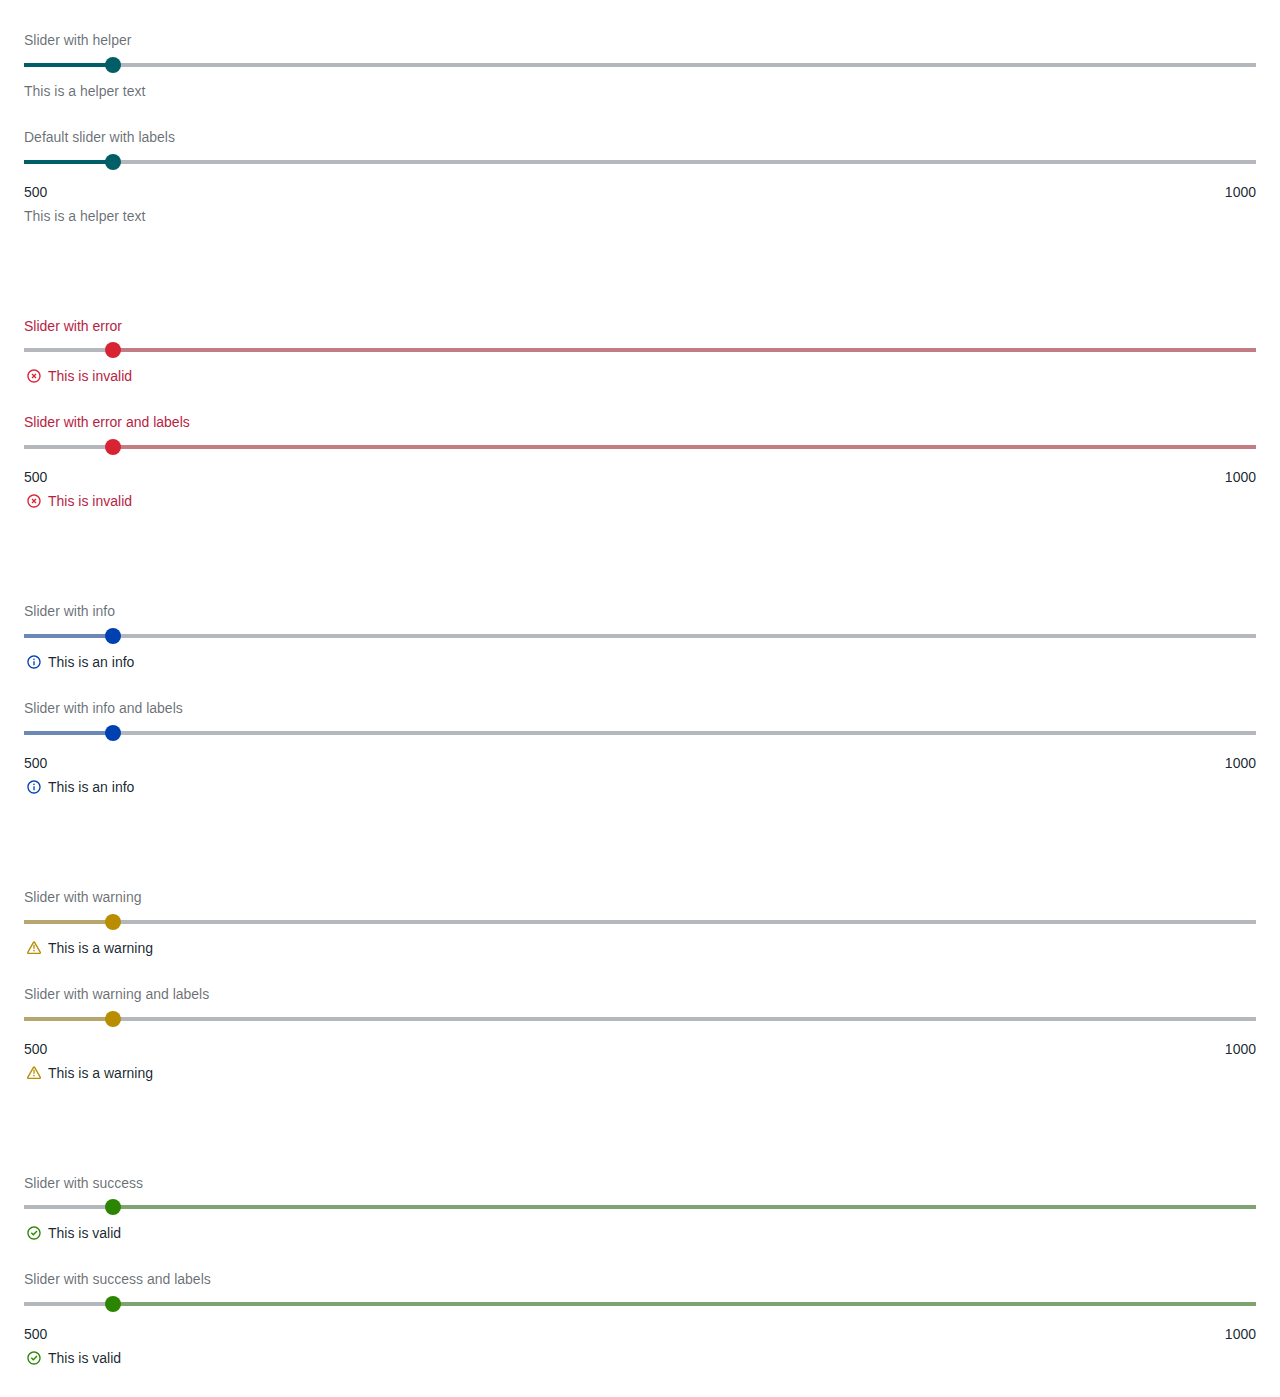 Slider with helper
This is a helper text
Default slider with labels
500 1000
This is a helper text
Slider with error
This is invalid
Slider with error and labels
500 1000
This is invalid
Slider with info
This is an info
Slider with info and labels
500 1000
This is an info
Slider with warning
This is a warning
Slider with warning and labels
500 1000
This is a warning
Slider with success
This is valid
Slider with success and labels
500 1000
This is valid